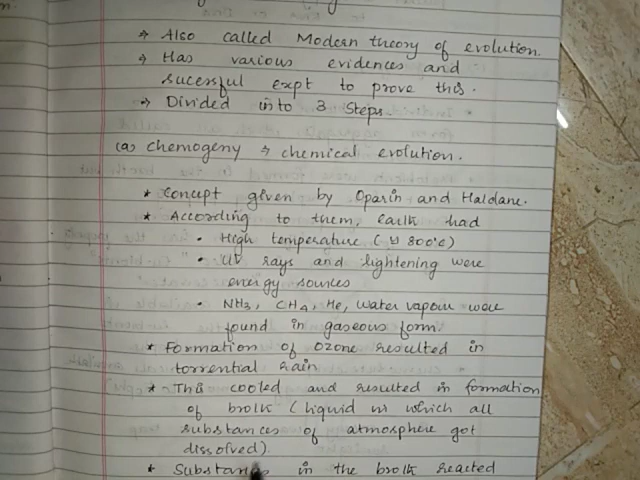 ⇒ Also called Modern theory of evolution.
⇒ Has various evidences and
sucessful expt to prove this.
⇒ Divided into 3 Steps
(a) chemogeny → chemical evolution.
* Concept given by Oparin and Haldane.
* According to them, Earth had
• High temperature ( 800°c)
• UV rays and lightening were
energy sources
• NH3, CH4, He, Water vapour were
found in gaseous form.
* Formation of Ozone resulted in
torrential rain
* This cooled and resulted in formation
of broth (liquid in which all
substances of atmosphere got
dissolved).
* Substances in the broth reacted